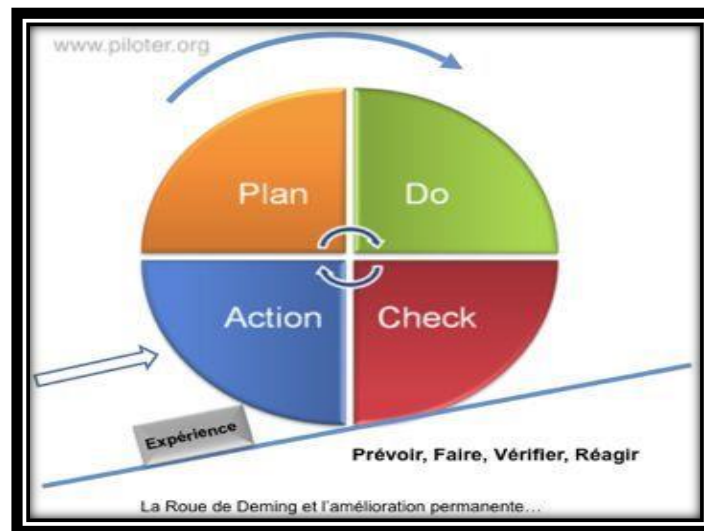 www.piloter.org
Plan
Do
Action
Check
Expérience
Prévoir, Faire, Vérifier, Réagir
La Roue de Deming et l'amélioration permanente…